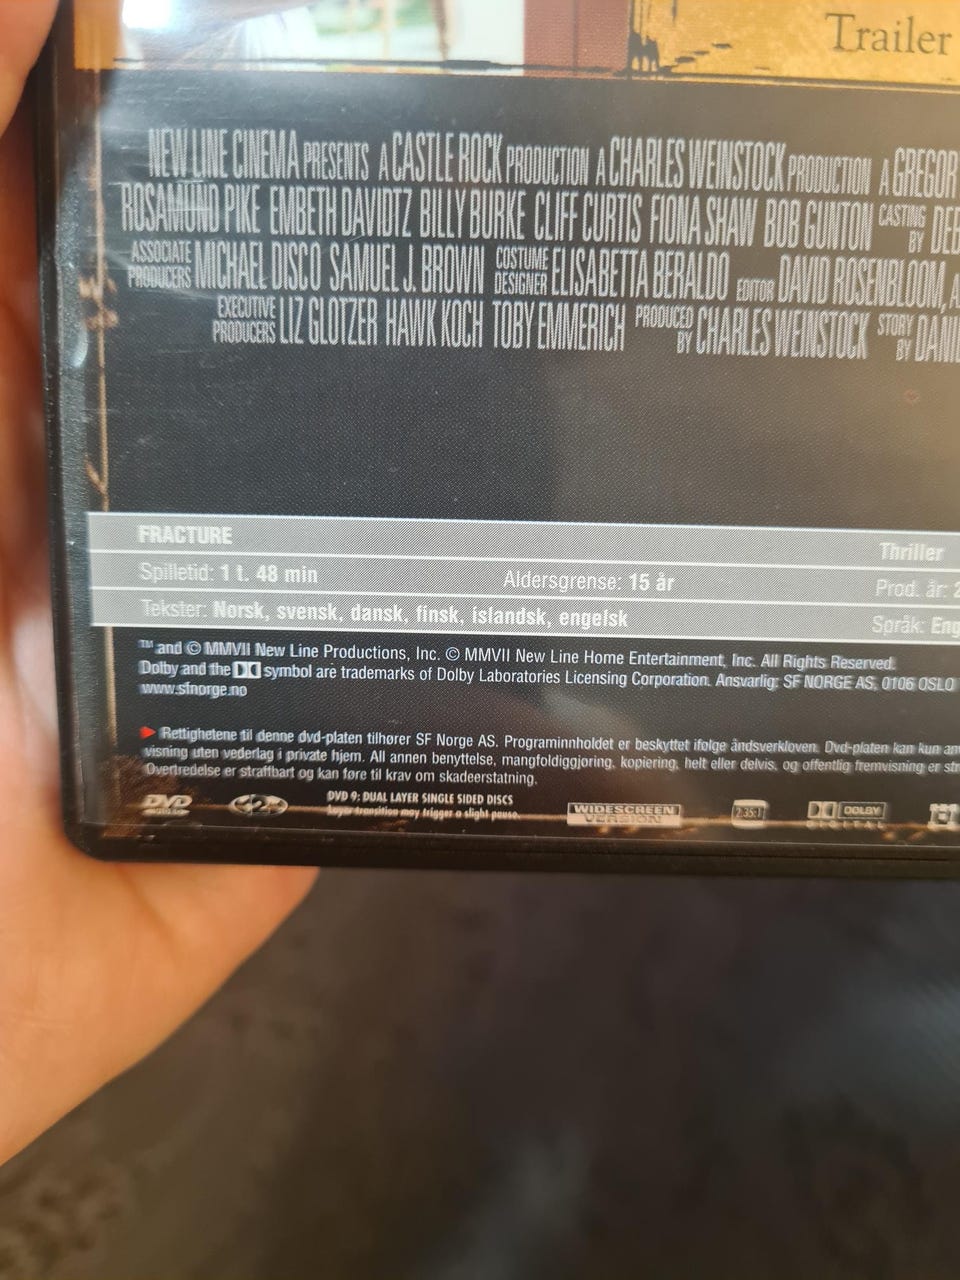 Trailer
NEW LINE CINEMA PRESENTS A CASTLE ROCK PRODUCTION A CHARLES WEINSTOCK PRODUCTION A GREGOR
ROSAMUND PIKE EMBETH DAVIDTZ BILLY BURKE CLIFF CURTIS FIONA SHAW BOB GUNTON CASTING BY DEB
ASSOCIATE PRODUCERS MICHAEL DISCO SAMUEL J. BROWN COSTUME DESIGNER ELISABETTA BERALDO EDITOR DAVID ROSENBLOOM, A
EXECUTIVE PRODUCERS LIZ GLOTZER HAWK KOCH TOBY EMMERICH PRODUCED BY CHARLES WEINSTOCK STORY BY DANI
FRACTURE Thriller
Spilletid: 1 t. 48 min Aldersgrense: 15 år Prod. år: 2
Tekster: Norsk, svensk, dansk, finsk, islandsk, engelsk Språk: Eng
™ and © MMVII New Line Productions, Inc. © MMVII New Line Home Entertainment, Inc. All Rights Reserved.
Dolby and the symbol are trademarks of Dolby Laboratories Licensing Corporation. Ansvarlig: SF NORGE AS, 0106 OSLO
www.sfnorge.no
Rettighetene til denne dvd-platen tilhører SF Norge AS. Programinnholdet er beskyttet ifølge åndsverkloven. Dvd-platen kan kun an
visning uten vederlag i private hjem. All annen benyttelse, mangfoldiggjøring, kopiering, helt eller delvis, og offentlig fremvisning er str
Overtredelse er straffbart og kan føre til krav om skadeerstatning.
DVD 2 DVD 9: DUAL LAYER SINGLE SIDED DISCS WIDESCREEN VERSION 2.35:1 DOLBY DIGITAL
Layer transition may trigger a slight pause.